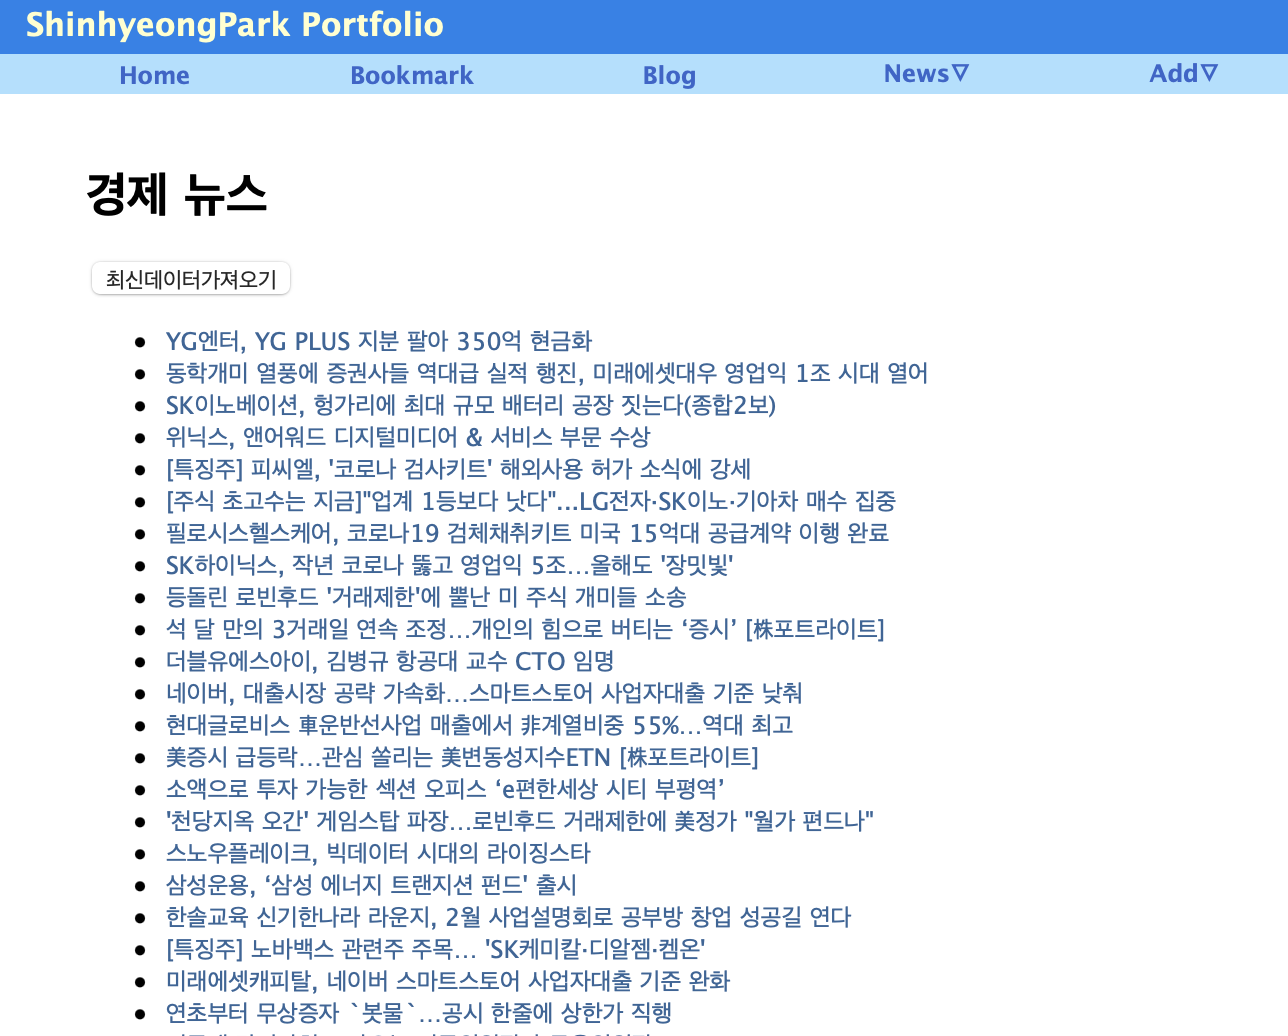 ShinhyeongPark Portfolio
Home Bookmark Blog News▽ Add▽
경제 뉴스
최신데이터가져오기
YG엔터, YG PLUS 지분 팔아 350억 현금화
동학개미 열풍에 증권사들 역대급 실적 행진, 미래에셋대우 영업익 1조 시대 열어
SK이노베이션, 헝가리에 최대 규모 배터리 공장 짓는다(종합2보)
위닉스, 앤어워드 디지털미디어 & 서비스 부문 수상
[특징주] 피씨엘, '코로나 검사키트' 해외사용 허가 소식에 강세
[주식 초고수는 지금]"업계 1등보다 낫다"...LG전자·SK이노·기아차 매수 집중
필로시스헬스케어, 코로나19 검체채취키트 미국 15억대 공급계약 이행 완료
SK하이닉스, 작년 코로나 뚫고 영업익 5조…올해도 '장밋빛'
등돌린 로빈후드 '거래제한'에 뿔난 미 주식 개미들 소송
석 달 만의 3거래일 연속 조정…개인의 힘으로 버티는 ‘증시’ [株포트라이트]
더블유에스아이, 김병규 항공대 교수 CTO 임명
네이버, 대출시장 공략 가속화…스마트스토어 사업자대출 기준 낮춰
현대글로비스 車운반선사업 매출에서 非계열비중 55%…역대 최고
美증시 급등락…관심 쏠리는 美변동성지수ETN [株포트라이트]
소액으로 투자 가능한 섹션 오피스 ‘e편한세상 시티 부평역’
'천당지옥 오간' 게임스탑 파장…로빈후드 거래제한에 美정가 "월가 편드나"
스노우플레이크, 빅데이터 시대의 라이징스타
삼성운용, ‘삼성 에너지 트랜지션 펀드' 출시
한솔교육 신기한나라 라운지, 2월 사업설명회로 공부방 창업 성공길 연다
[특징주] 노바백스 관련주 주목… 'SK케미칼·디알젬·켐온'
미래에셋캐피탈, 네이버 스마트스토어 사업자대출 기준 완화
연초부터 무상증자 `봇물`…공시 한줄에 상한가 직행